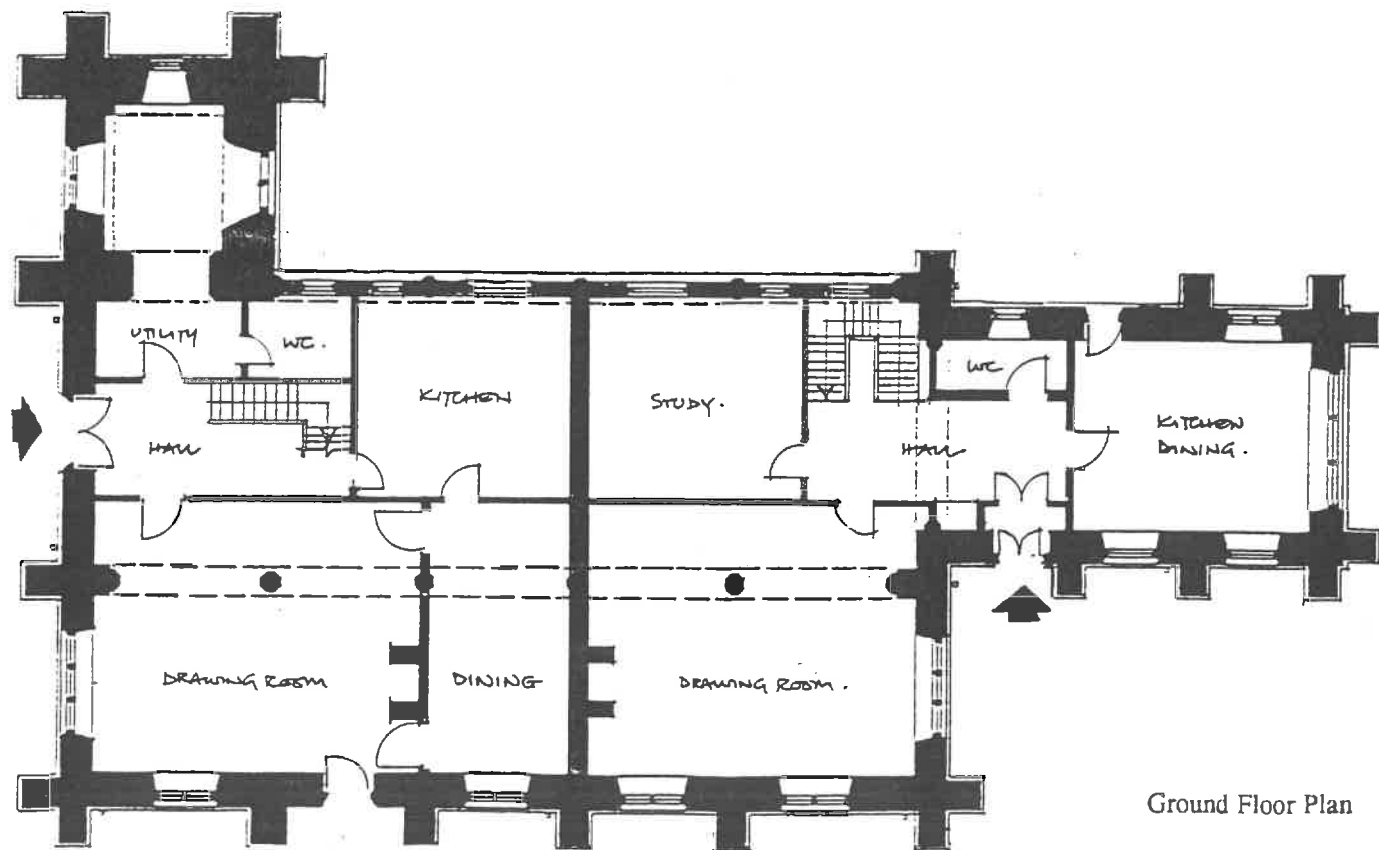 UTILITY
WC.
KITCHEN
STUDY.
WC
HALL
HALL
KITCHEN
DINING.
DRAWING ROOM
DINING
DRAWING ROOM.
Ground Floor Plan